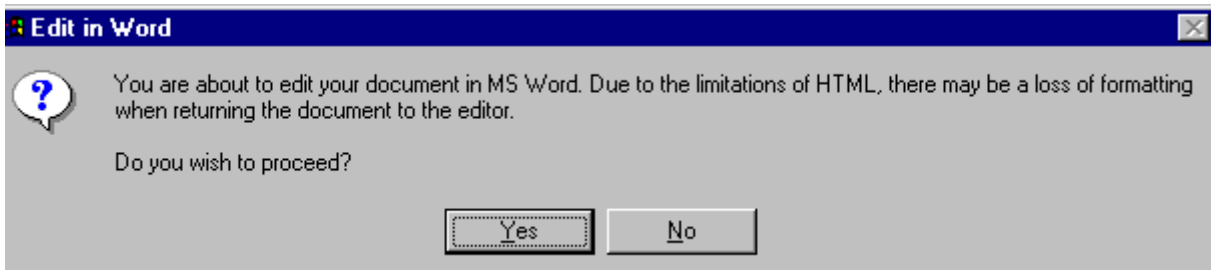 Edit in Word
You are about to edit your document in MS Word. Due to the limitations of HTML, there may be a loss of formatting
when returning the document to the editor.
Do you wish to proceed?
Yes
No